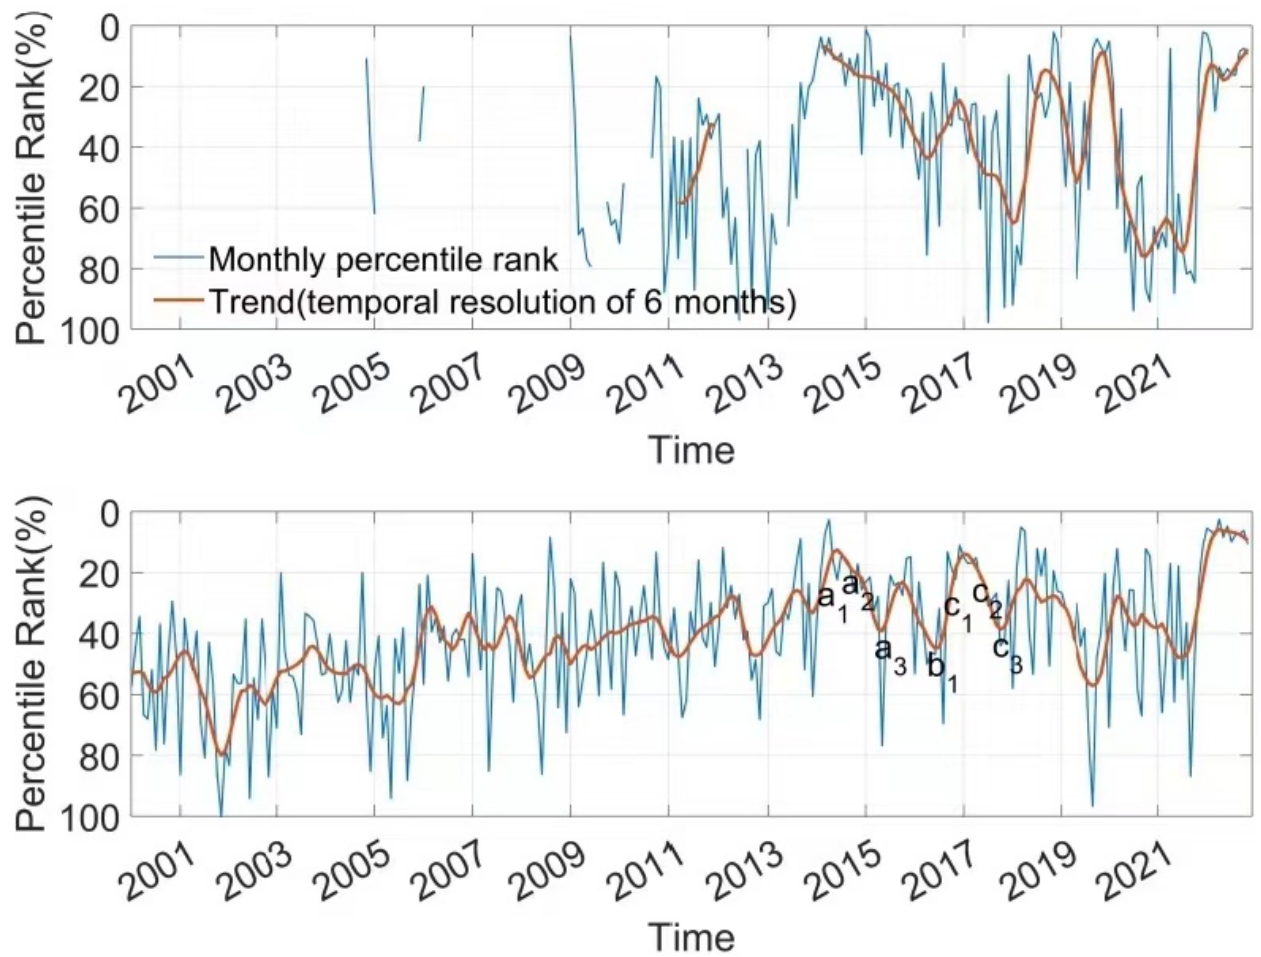 Percentile Rank(%)
0
20
40
60
80
100
Monthly percentile rank
Trend(temporal resolution of 6 months)
2001 2003 2005 2007 2009 2011 2013 2015 2017 2019 2021
Time
Percentile Rank(%)
0
20
40
60
80
100
a1 a2 a3 b1 c1 c2 c3
2001 2003 2005 2007 2009 2011 2013 2015 2017 2019 2021
Time